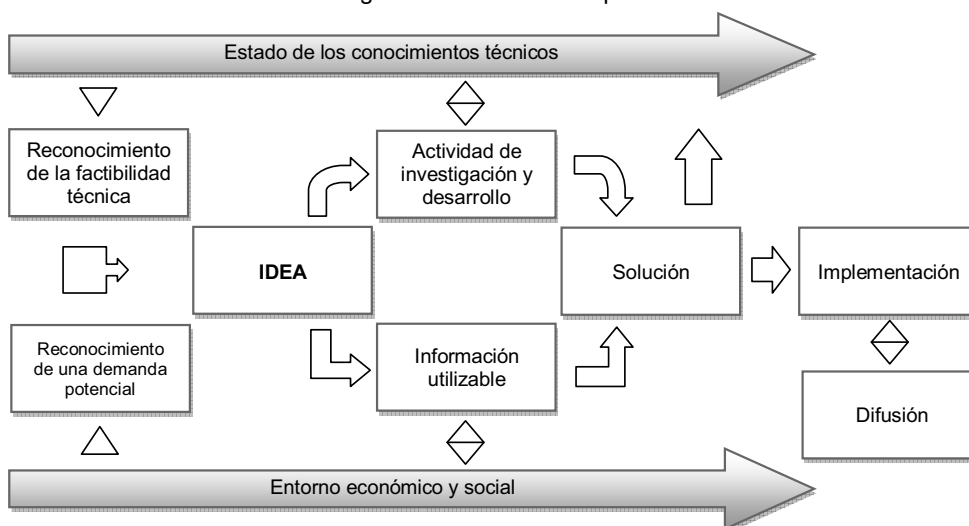 Estado de los conocimientos técnicos
Reconocimiento
de la factibilidad
técnica
Actividad de
investigación y
desarrollo
IDEA
Solución
Implementación
Reconocimiento
de una demanda
potencial
Información
utilizable
Difusión
Entorno económico y social